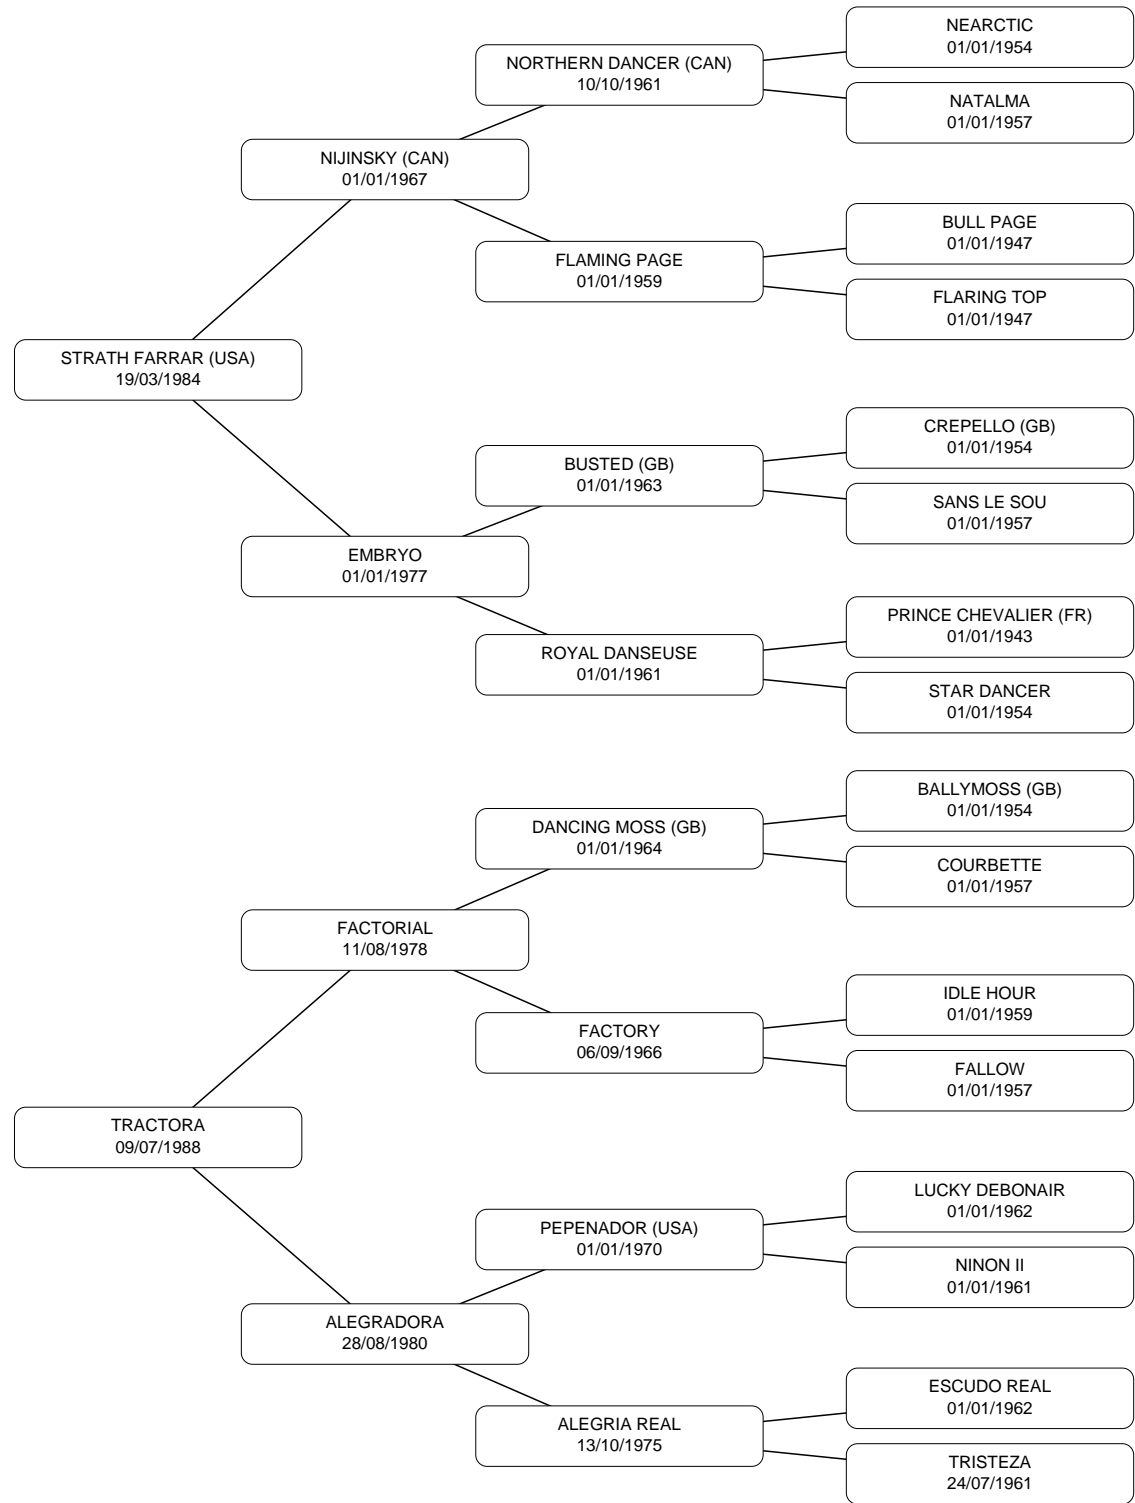 NEARCTIC
01/01/1954
NORTHERN DANCER (CAN)
10/10/1961
NATALMA
01/01/1957
NIJINSKY (CAN)
01/01/1967
BULL PAGE
01/01/1947
FLAMING PAGE
01/01/1959
FLARING TOP
01/01/1947
STRATH FARRAR (USA)
19/03/1984
CREPELLO (GB)
01/01/1954
BUSTED (GB)
01/01/1963
SANS LE SOU
01/01/1957
EMBRYO
01/01/1977
PRINCE CHEVALIER (FR)
01/01/1943
ROYAL DANSEUSE
01/01/1961
STAR DANCER
01/01/1954
BALLYMOSS (GB)
01/01/1954
DANCING MOSS (GB)
01/01/1964
COURBETTE
01/01/1957
FACTORIAL
11/08/1978
IDLE HOUR
01/01/1959
FACTORY
06/09/1966
FALLOW
01/01/1957
TRACTORA
09/07/1988
LUCKY DEBONAIR
01/01/1962
PEPENADOR (USA)
01/01/1970
NINON II
01/01/1961
ALEGRADORA
28/08/1980
ESCUDO REAL
01/01/1962
ALEGRIA REAL
13/10/1975
TRISTEZA
24/07/1961